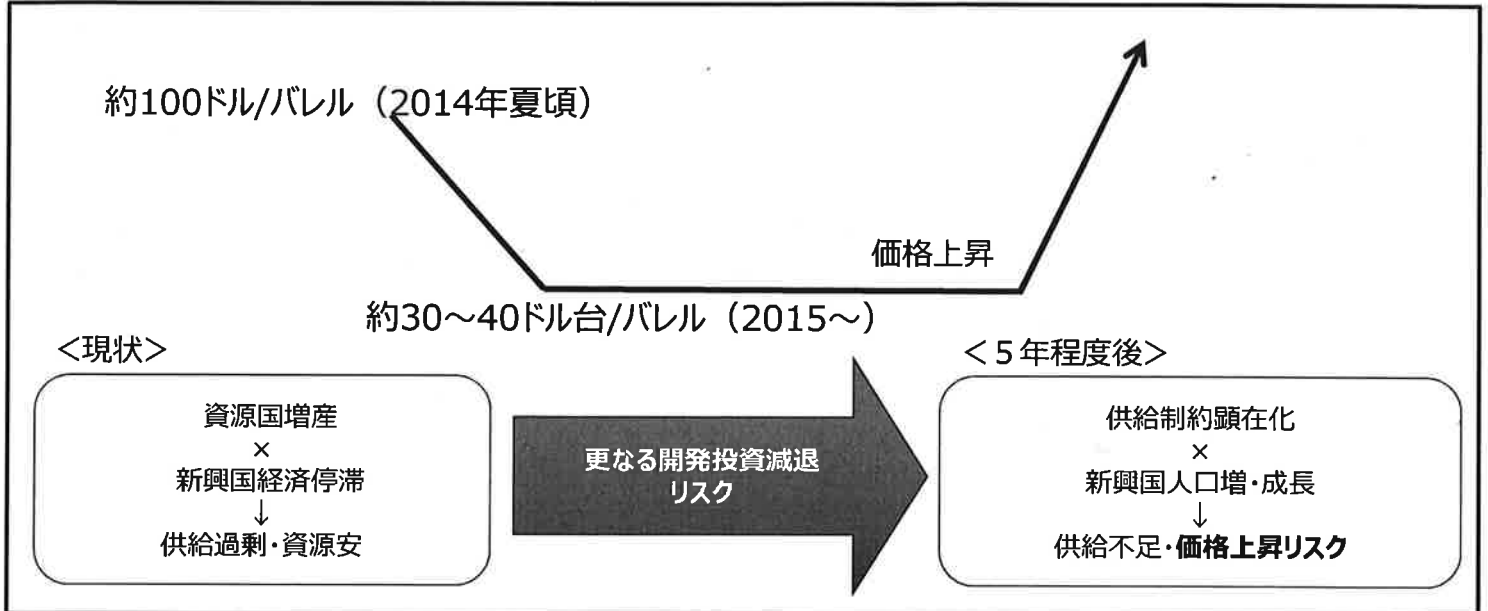 約100ドル/バレル（2014年夏頃）
価格上昇
約30～40ドル台/バレル（2015～）
＜現状＞
資源国増産
×
新興国経済停滞
↓
供給過剰・資源安
更なる開発投資減退
リスク
＜５年程度後＞
供給制約顕在化
×
新興国人口増・成長
↓
供給不足・価格上昇リスク